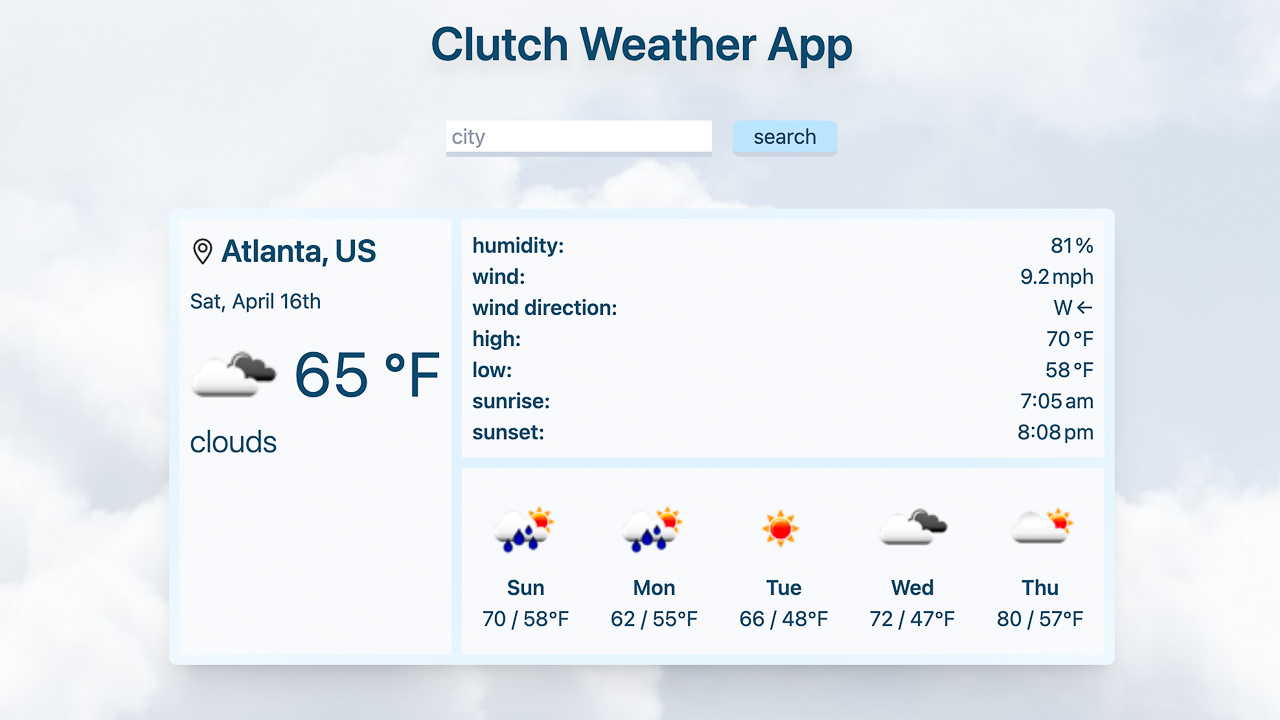 Clutch Weather App
city
search
Atlanta, US
Sat, April 16th
65 °F
clouds
humidity: 81%
wind: 9.2 mph
wind direction: W ←
high: 70 °F
low: 58 °F
sunrise: 7:05 am
sunset: 8:08 pm
Sun Mon Tue Wed Thu
70 / 58°F 62 / 55°F 66 / 48°F 72 / 47°F 80 / 57°F